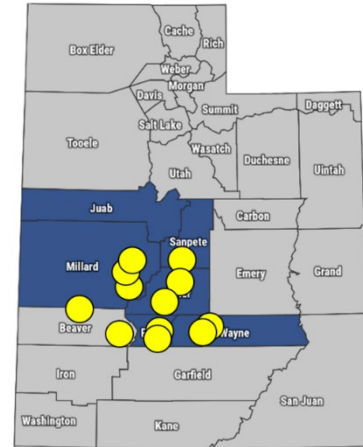 Cache
Rich
Box Elder
Weber
Morgan
Davis
Summit
Daggett
Salt Lake
Tooele
Wasatch
Duchesne
Uintah
Utah
Juab
Carbon
Sanpete
Millard
Emery
Grand
Beaver
Wayne
Iron
Garfield
San Juan
Washington
Kane